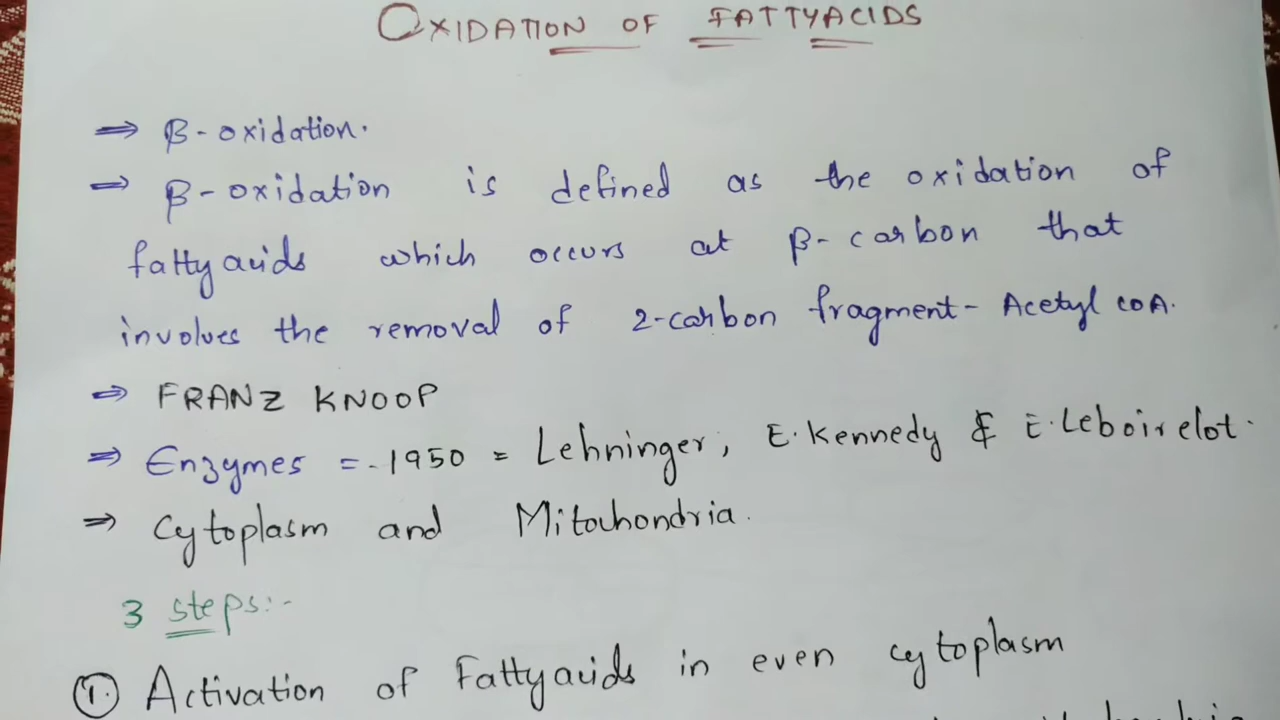 OXIDATION OF FATTYACIDS
⇒ β-oxidation.
⇒ β-oxidation is defined as the oxidation of
fatty acids which occurs at β-carbon that
involves the removal of 2-carbon fragment- Acetyl COA.
⇒ FRANZ KNOOP
⇒ Enzymes = -1950 = Lehninger, E. Kennedy & E. Leboirelot.
⇒ Cytoplasm and Mitochondria.
3 steps:-
① Activation of Fatty acids in even cytoplasm